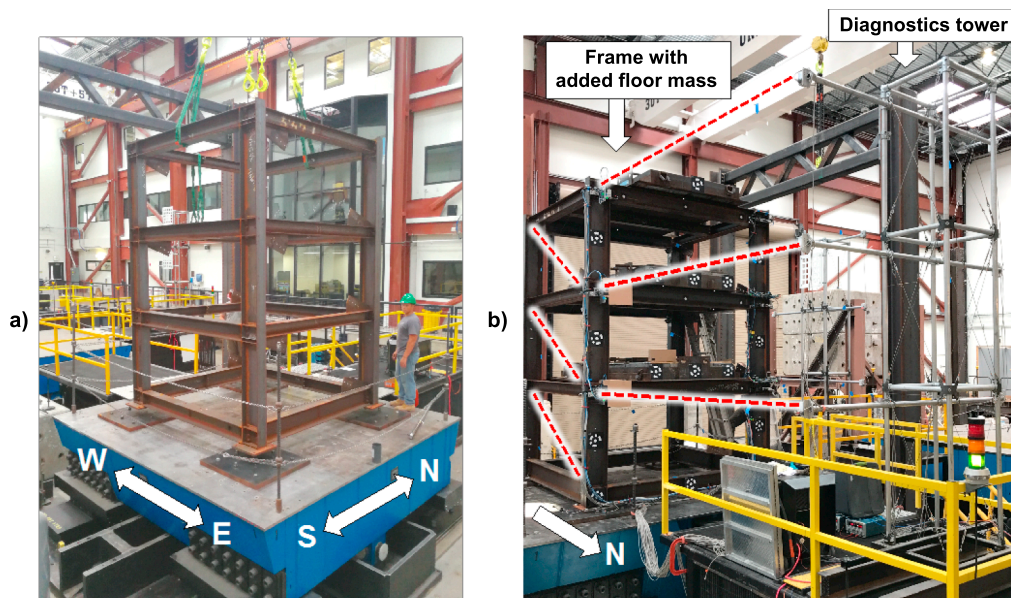 a)
W
E
S
N
b)
Frame with
added floor mass
Diagnostics tower
N